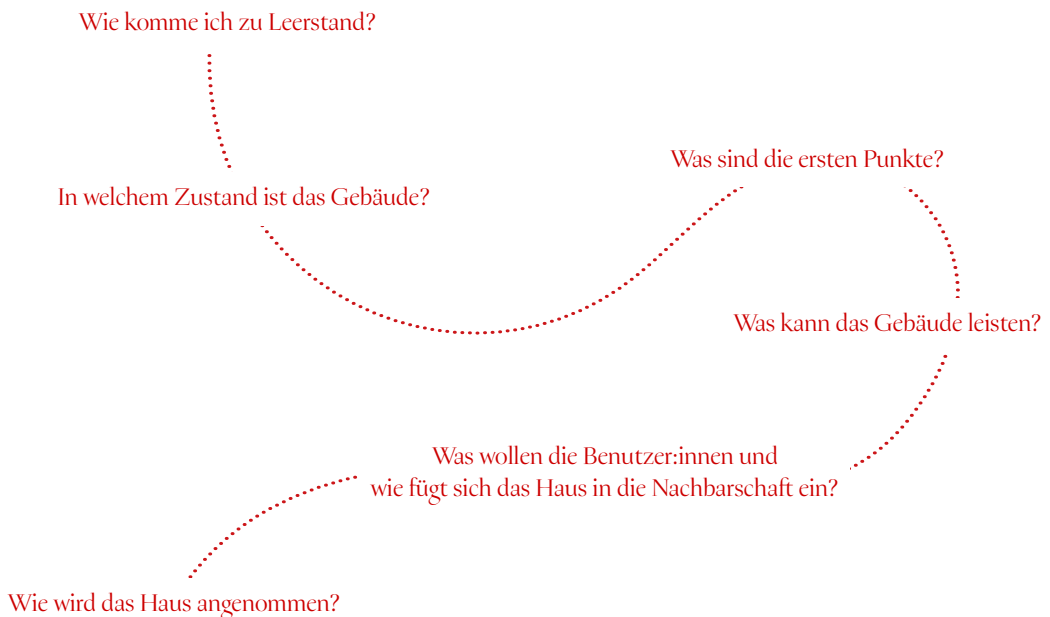 Wie komme ich zu Leerstand?
In welchem Zustand ist das Gebäude?
Was sind die ersten Punkte?
Was kann das Gebäude leisten?
Was wollen die Benutzer:innen und
wie fügt sich das Haus in die Nachbarschaft ein?
Wie wird das Haus angenommen?